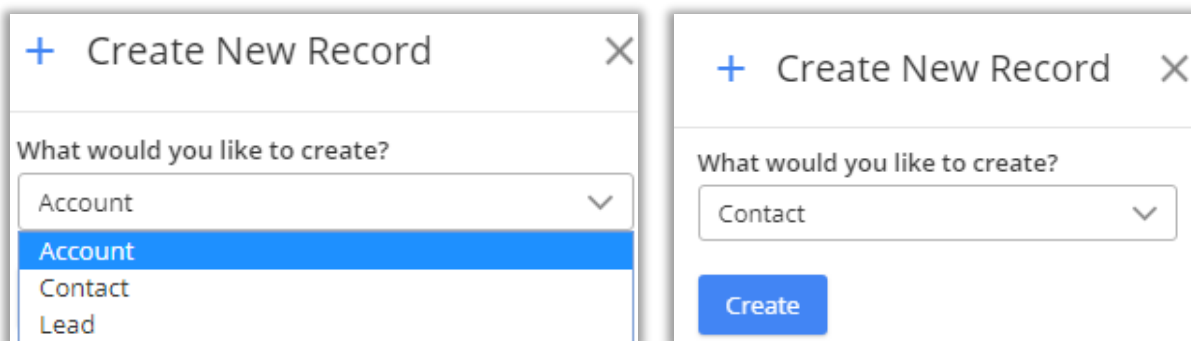 + Create New Record ×
What would you like to create?
Account
Account
Contact
Lead
+ Create New Record ×
What would you like to create?
Contact
Create